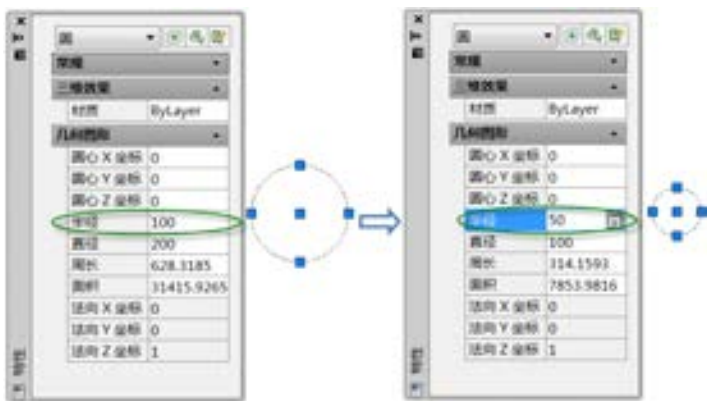 圆
常规
三维效果
材质 ByLayer
几何图形
圆心 X 坐标 0
圆心 Y 坐标 0
圆心 Z 坐标 0
半径 100
直径 200
周长 628.3185
面积 31415.9265
法向 X 坐标 0
法向 Y 坐标 0
法向 Z 坐标 1
特性
圆
常规
三维效果
材质 ByLayer
几何图形
圆心 X 坐标 0
圆心 Y 坐标 0
圆心 Z 坐标 0
半径 50
直径 100
周长 314.1593
面积 7853.9816
法向 X 坐标 0
法向 Y 坐标 0
法向 Z 坐标 1
特性